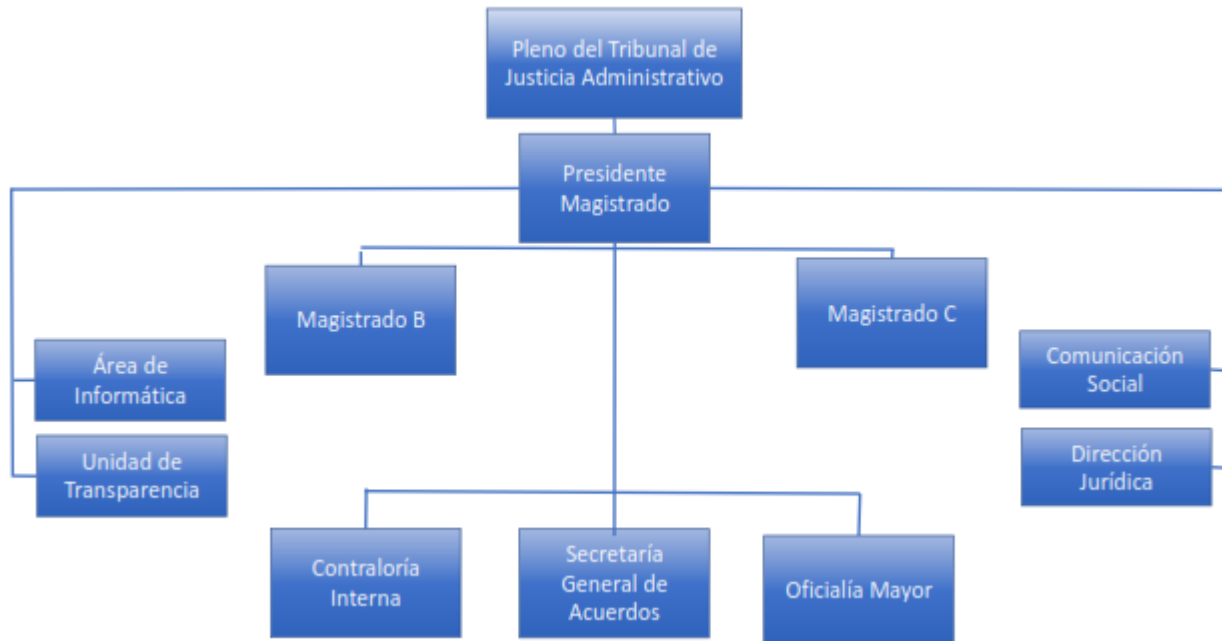 Pleno del Tribunal de
Justicia Administrativo
Presidente
Magistrado
Magistrado B
Magistrado C
Área de
Informática
Comunicación
Social
Unidad de
Transparencia
Dirección
Jurídica
Contraloría
Interna
Secretaría
General de
Acuerdos
Oficialía Mayor